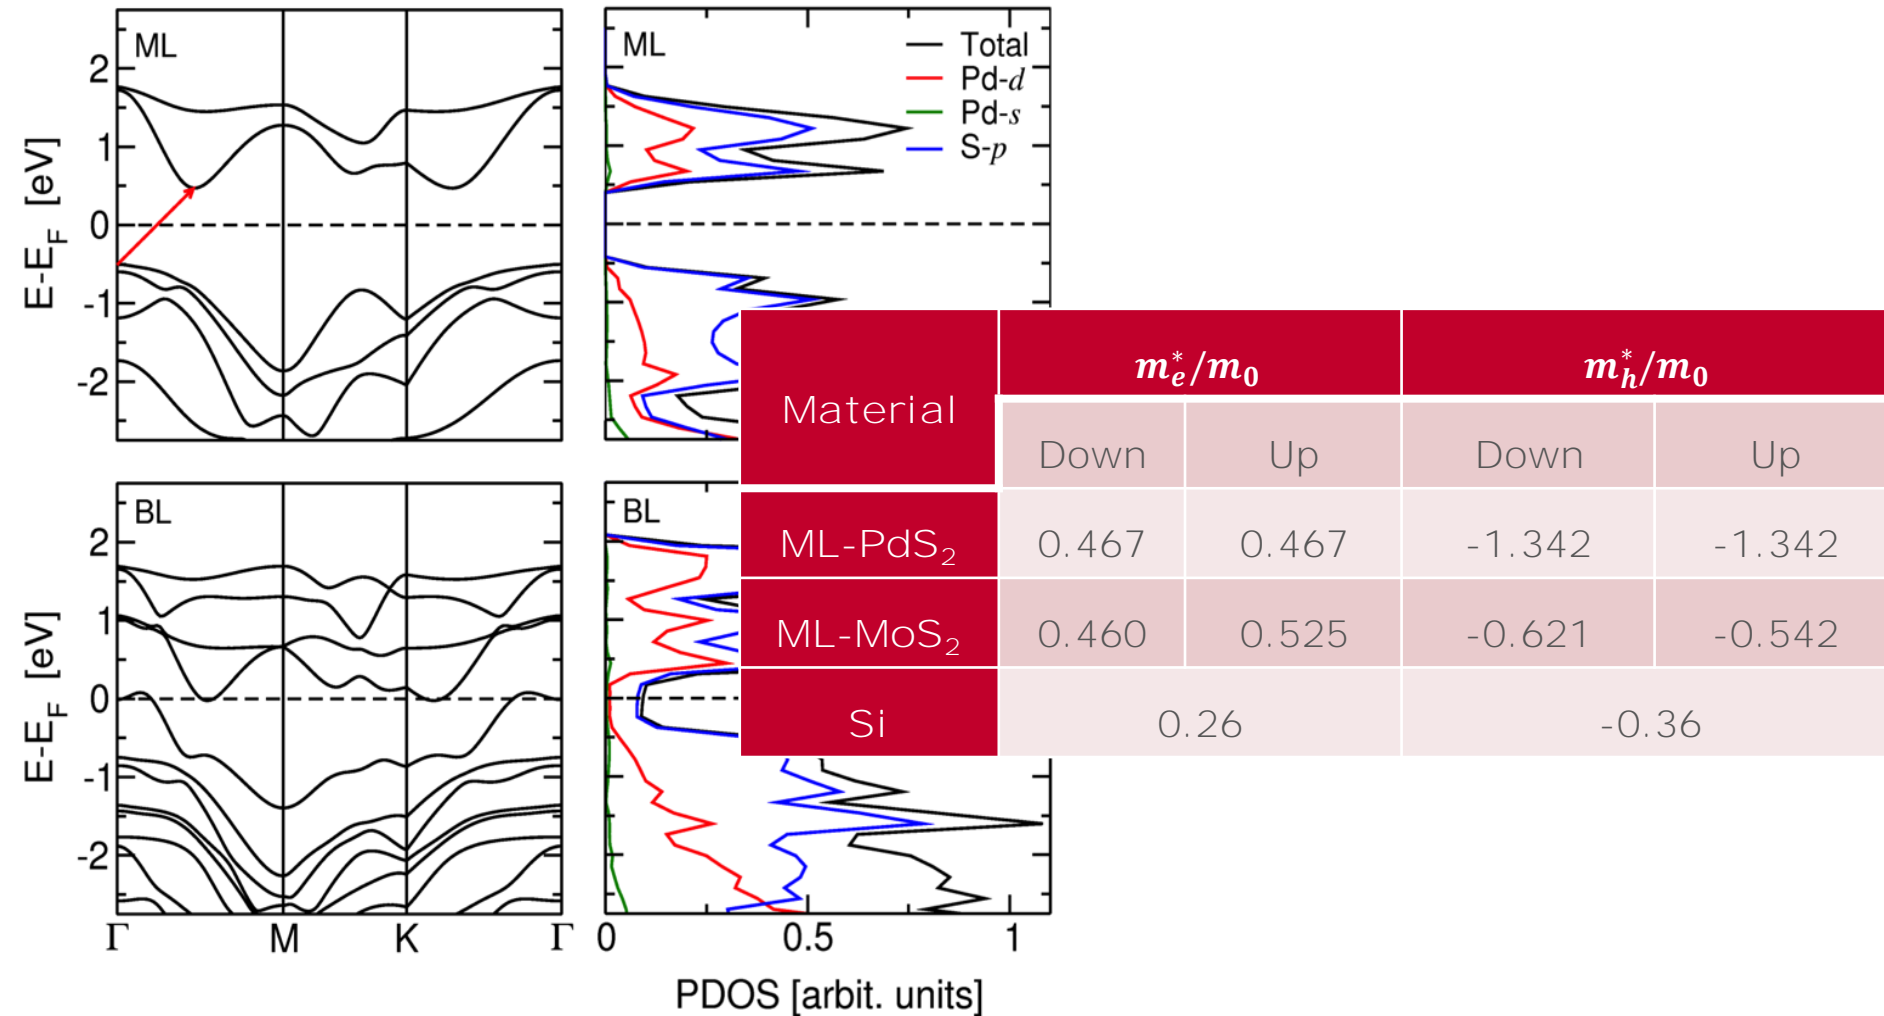 ML
2
1
0
-1
-2
E-E_F [eV]
ML
Total
Pd-d
Pd-s
S-p
BL
2
1
0
-1
-2
E-E_F [eV]
Γ M K Γ
BL
0 0.5 1
PDOS [arbit. units]
Material m*_e/m_0 m*_h/m_0
Down Up Down Up
ML-PdS₂ 0.467 0.467 -1.342 -1.342
ML-MoS₂ 0.460 0.525 -0.621 -0.542
Si 0.26 -0.36